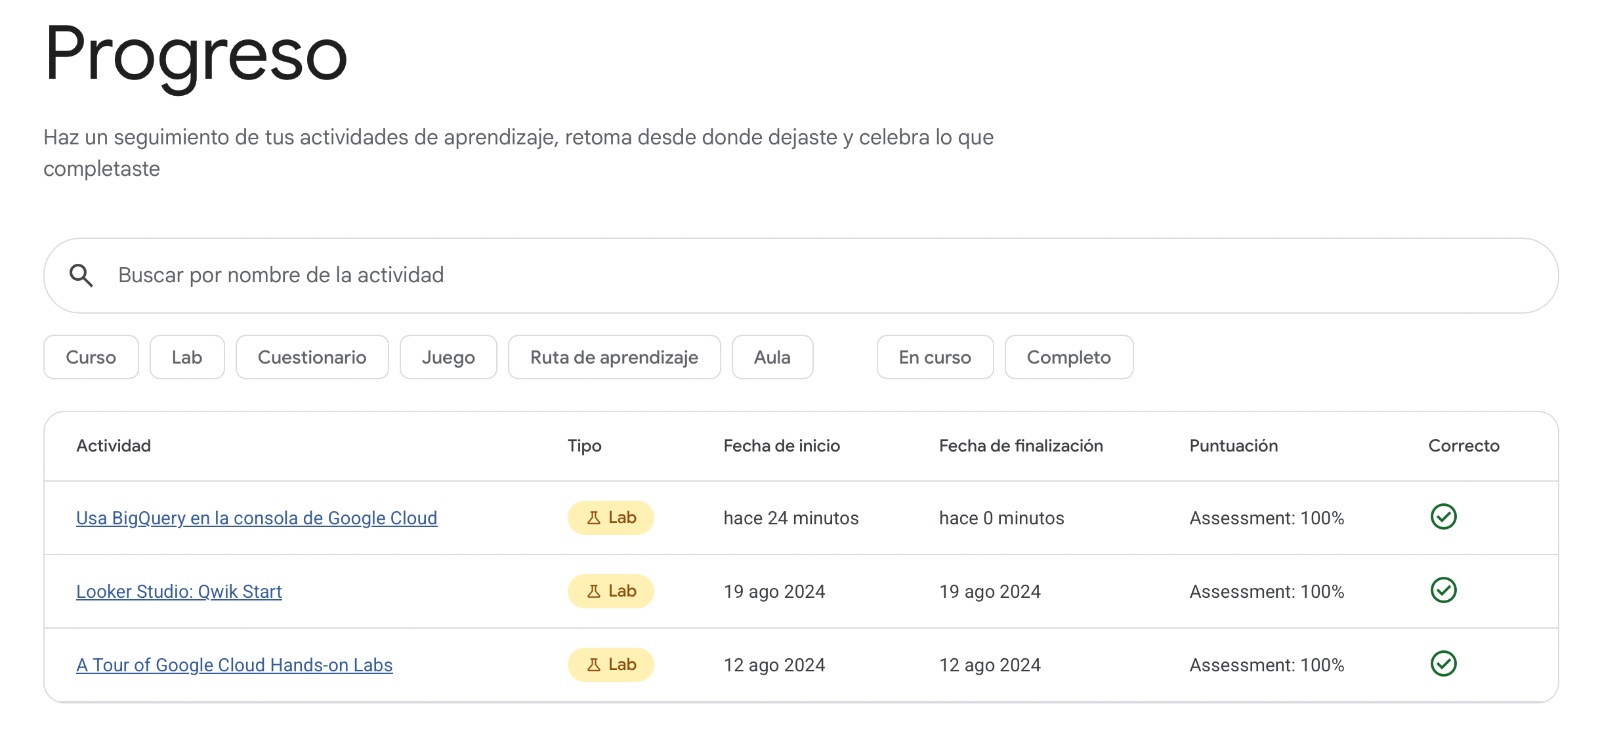 Progreso
Haz un seguimiento de tus actividades de aprendizaje, retoma desde donde dejaste y celebra lo que
completaste
Buscar por nombre de la actividad
Curso Lab Cuestionario Juego Ruta de aprendizaje Aula En curso Completo
Actividad Tipo Fecha de inicio Fecha de finalización Puntuación Correcto
Usa BigQuery en la consola de Google Cloud Lab hace 24 minutos hace 0 minutos Assessment: 100%
Looker Studio: Qwik Start Lab 19 ago 2024 19 ago 2024 Assessment: 100%
A Tour of Google Cloud Hands-on Labs Lab 12 ago 2024 12 ago 2024 Assessment: 100%